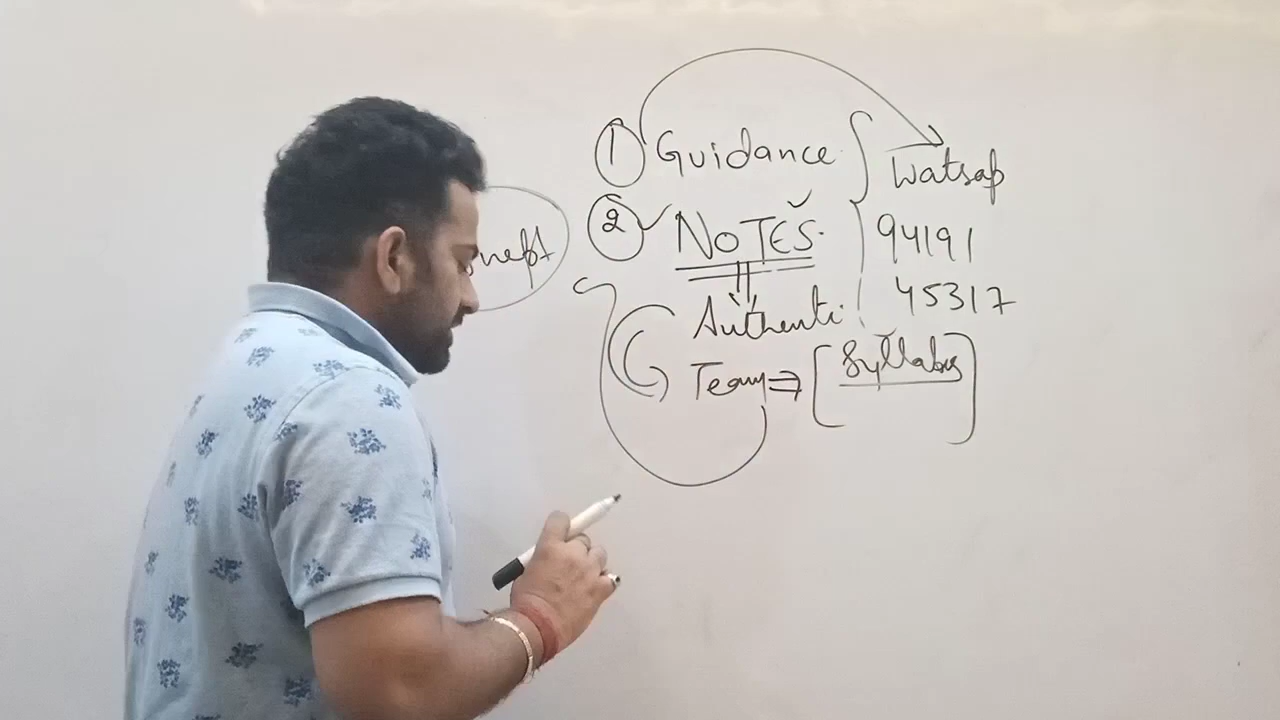 1 Guidance
Watsap
2 NOTES.
94191
45317
Authenti
Team ⇒ [Syllabus]